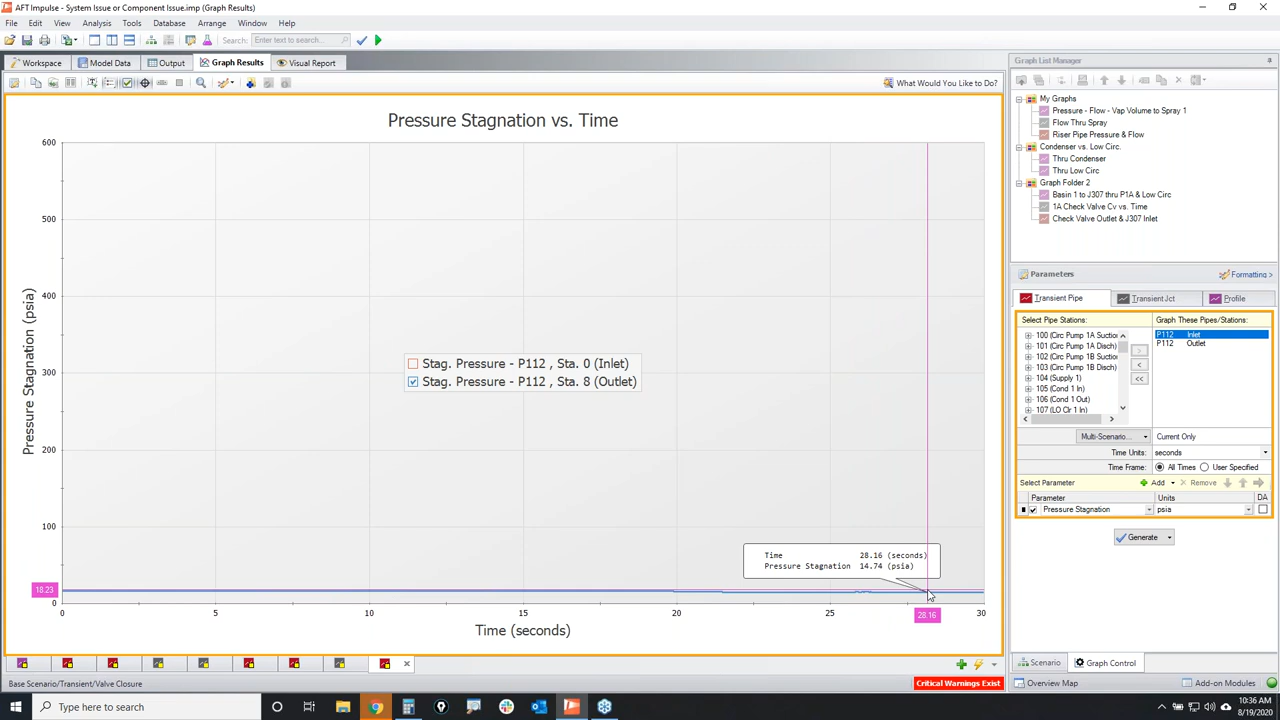 AFT Impulse - System Issue or Component Issue.imp (Graph Results)
File Edit View Analysis Tools Database Arrange Window Help
Search: Enter text to search...
Workspace Model Data Output Graph Results Visual Report
What Would You Like to Do?
Pressure Stagnation vs. Time
Pressure Stagnation (psia)
600
500
400
300
200
100
0
18.23
Stag. Pressure - P112 , Sta. 0 (Inlet)
Stag. Pressure - P112 , Sta. 8 (Outlet)
Time 28.16 (seconds)
Pressure Stagnation 14.74 (psia)
0 5 10 15 20 25 30
28.16
Time (seconds)
Graph List Manager
My Graphs
Pressure - Flow - Vap Volume to Spray 1
Flow Thru Spray
Riser Pipe Pressure & Flow
Condenser vs. Low Circ.
Thru Condenser
Thru Low Circ
Graph Folder 2
Basin 1 to J307 thru P1A & Low Circ
1A Check Valve Cv vs. Time
Check Valve Outlet & J307 Inlet
Parameters Formatting >
Transient Pipe Transient Jct Profile
Select Pipe Stations: Graph These Pipes/Stations:
100 (Circ Pump 1A Suctio
101 (Circ Pump 1A Disch)
102 (Circ Pump 1B Suctio
103 (Circ Pump 1B Disch)
104 (Supply 1)
105 (Cond 1 In)
106 (Cond 1 Out)
107 (LO Clr 1 In)
P112 Inlet
P112 Outlet
> < <<
Multi-Scenario... Current Only
Time Units: seconds
Time Frame: All Times User Specified
Select Parameter Add Remove
Parameter Units DA
Pressure Stagnation psia
Generate
Scenario Graph Control
Base Scenario/Transient/Valve Closure
Critical Warnings Exist
Overview Map Add-on Modules
Type here to search
10:36 AM
8/19/2020